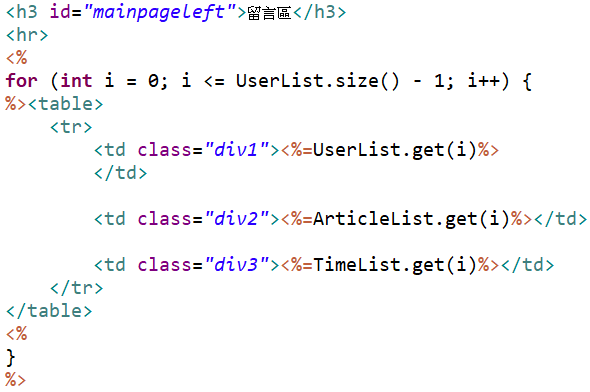 <h3 id="mainpageleft">留言區</h3>
<hr>
<%
for (int i = 0; i <= UserList.size() - 1; i++) {
%><table>
    <tr>
        <td class="div1"><%=UserList.get(i)%>
        </td>

        <td class="div2"><%=ArticleList.get(i)%></td>

        <td class="div3"><%=TimeList.get(i)%></td>
    </tr>
</table>
<%
}
%>